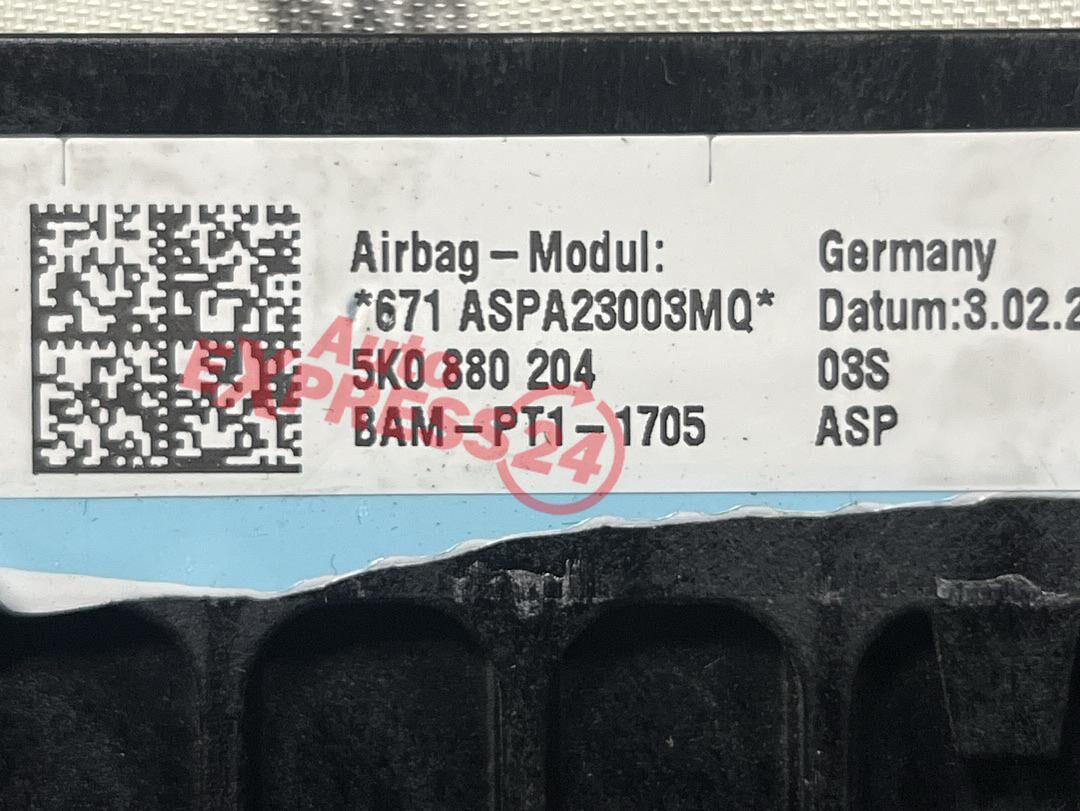 Airbag – Modul: Germany
*671 ASPA23003MQ* Datum:3.02.2
5K0 880 204 03S
BAM – PT1 – 1705 ASP
Auto
EXPRESS24